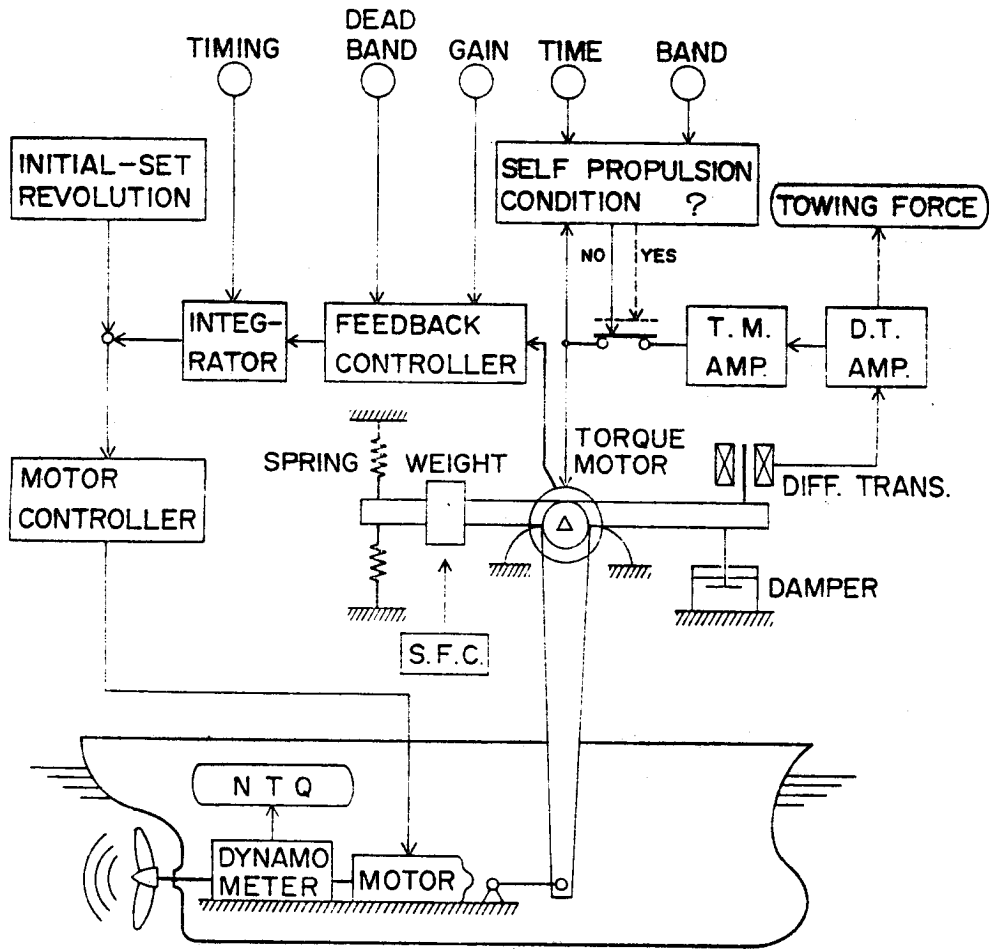 TIMING
DEAD
BAND
GAIN
TIME
BAND
INITIAL-SET
REVOLUTION
SELF PROPULSION
CONDITION ?
TOWING FORCE
NO
YES
INTEG-
RATOR
FEEDBACK
CONTROLLER
T. M.
AMP.
D.T.
AMP.
MOTOR
CONTROLLER
SPRING
WEIGHT
TORQUE
MOTOR
DIFF. TRANS.
DAMPER
S. F. C.
N T Q
DYNAMO
METER
MOTOR